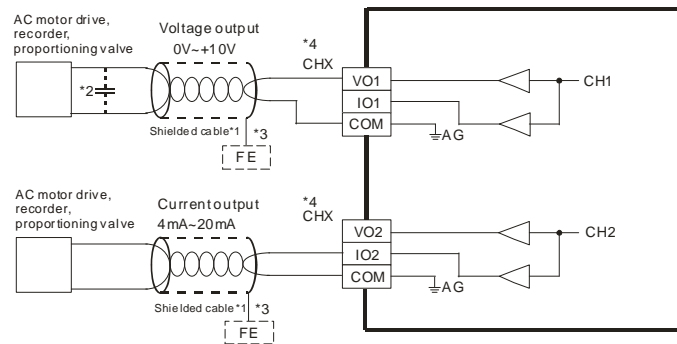 AC motor drive,
recorder,
proportioning valve
Voltage output
0V~+10V
*4
CHX
*2
VO1
IO1
COM
CH1
AG
Shielded cable*1
*3
FE
AC motor drive,
recorder,
proportioning valve
Current output
4mA~20mA
*4
CHX
VO2
IO2
COM
CH2
AG
Shielded cable*1
*3
FE